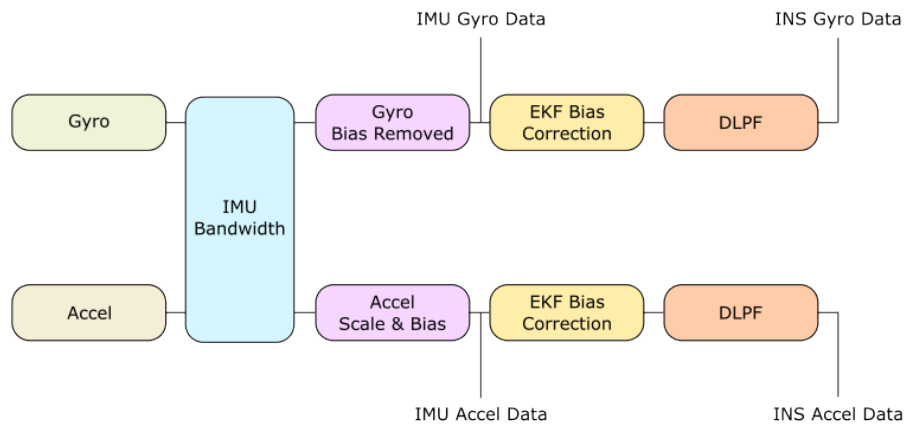 IMU Gyro Data
INS Gyro Data
Gyro
Gyro
Bias Removed
EKF Bias
Correction
DLPF
IMU
Bandwidth
Accel
Accel
Scale & Bias
EKF Bias
Correction
DLPF
IMU Accel Data
INS Accel Data